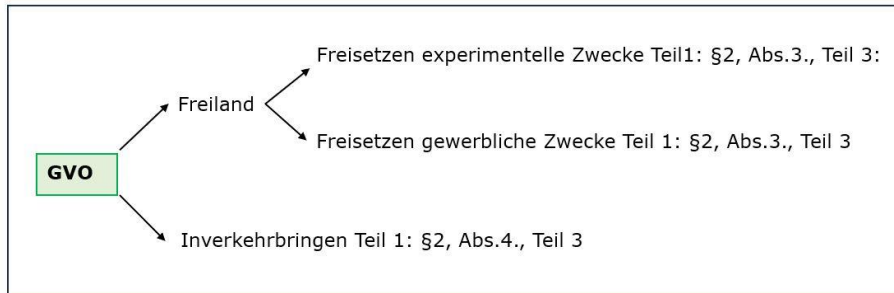 Freisetzen experimentelle Zwecke Teil1: §2, Abs.3., Teil 3:
Freiland
Freisetzen gewerbliche Zwecke Teil 1: §2, Abs.3., Teil 3
GVO
Inverkehrbringen Teil 1: §2, Abs.4., Teil 3